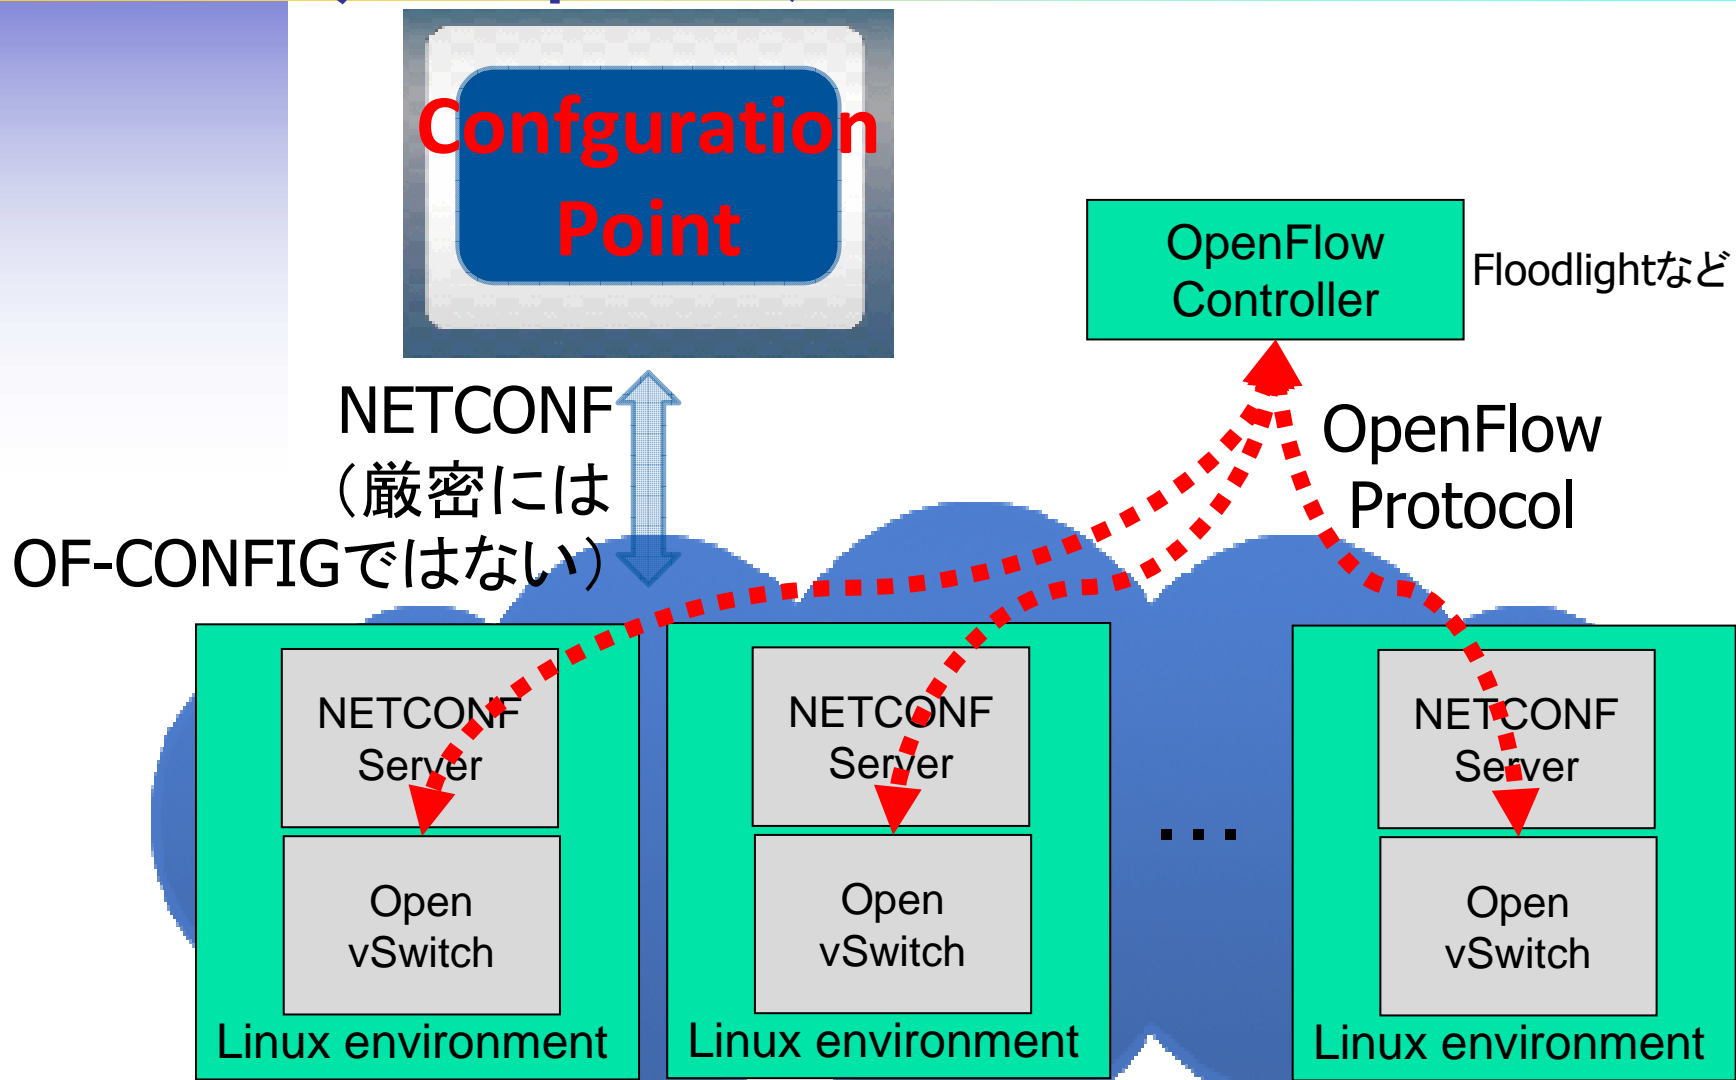 Confguration
Point
OpenFlow
Controller
Floodlightなど
NETCONF
（厳密には
OF-CONFIGではない）
OpenFlow
Protocol
NETCONF
Server
Open
vSwitch
Linux environment
NETCONF
Server
Open
vSwitch
Linux environment
...
NETCONF
Server
Open
vSwitch
Linux environment